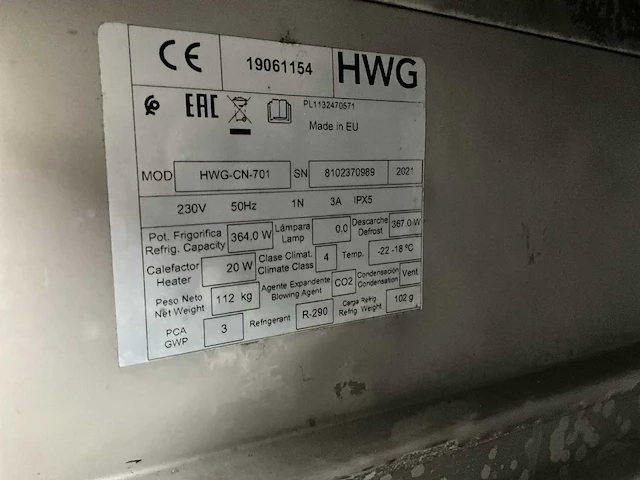 CE 19061154 HWG
EAC PL1132470571
Made in EU
MOD HWG-CN-701 SN 8102370989 2021
230V 50Hz 1N 3A IPX5
Pot. Frigorifica 364.0 W Lámpara 0.0 Descarche 367.0 W
Refrig. Capacity Lamp Defrost
Calefactor 20 W Clase Climat. 4 Temp. -22 -18 ºC
Heater Climate Class
Peso Neto 112 kg Agente Expandente CO2 Condensación Vent
Net Weight Blowing Agent Condensation
PCA 3 Refrigerant R-290 Carga Refrig. 102g
GWP Refrig. Weight